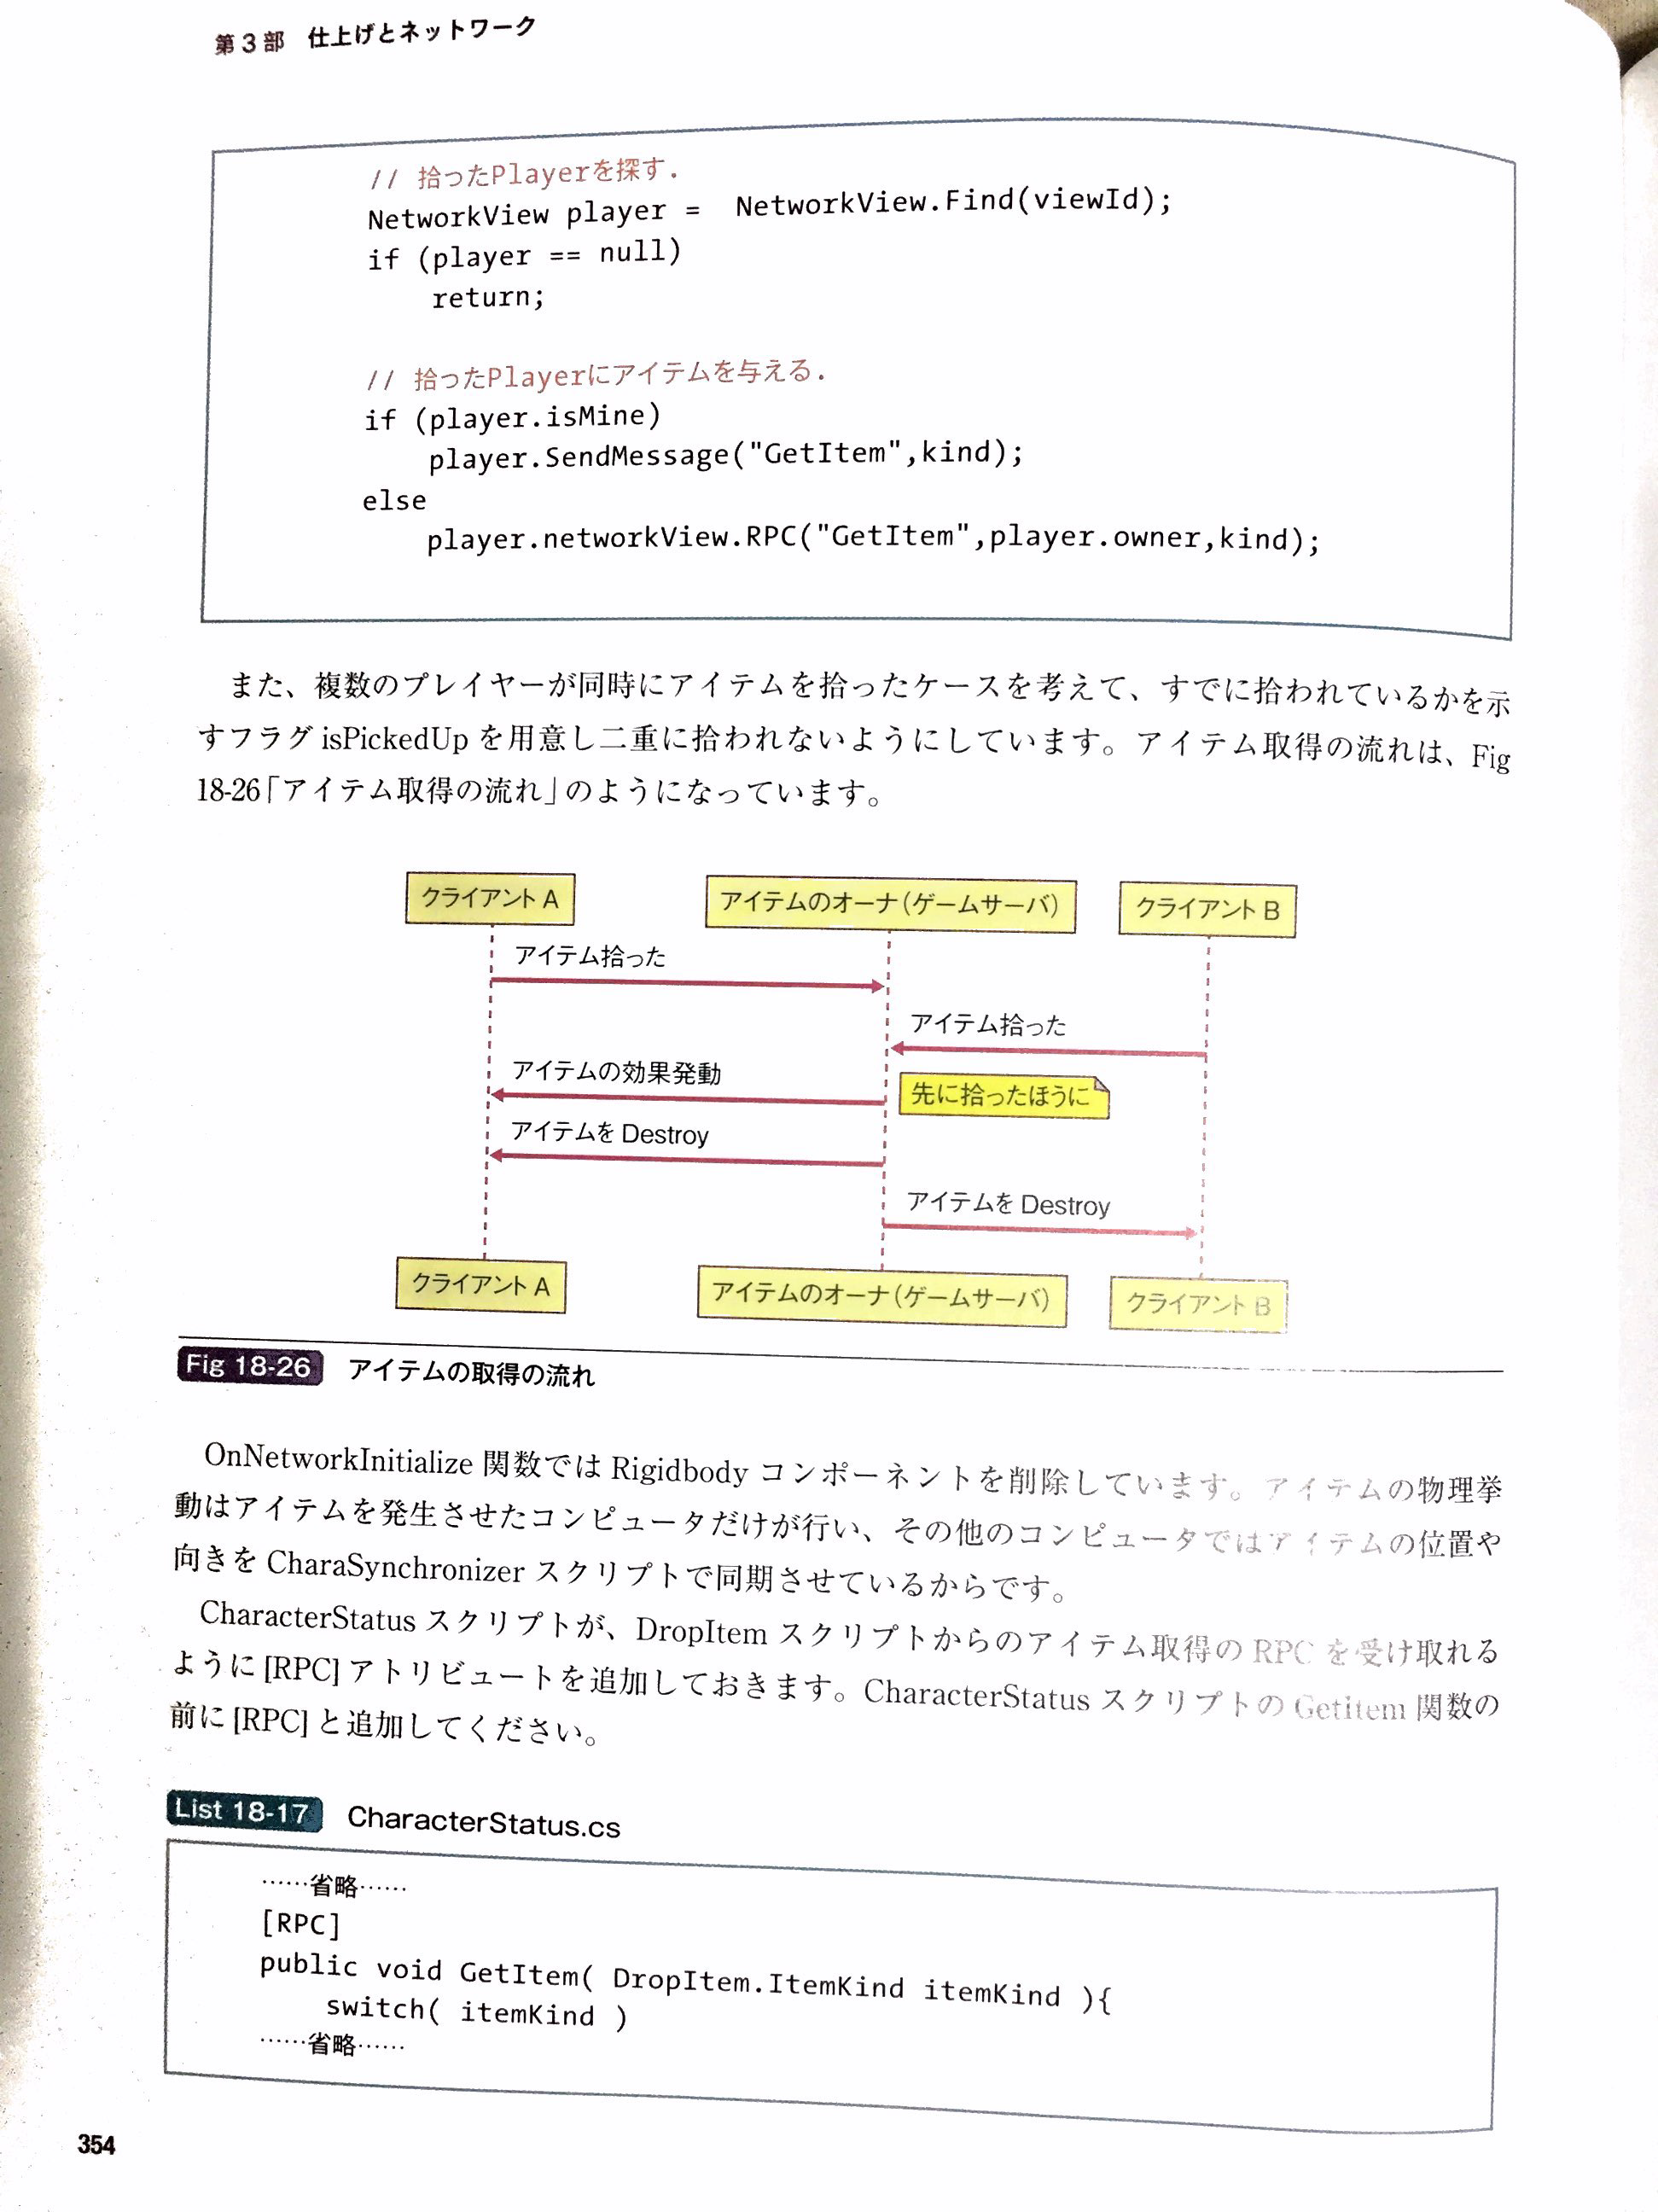 第3部 仕上げとネットワーク
// 拾ったPlayerを探す.
NetworkView player =  NetworkView.Find(viewId);
if (player == null)
    return;
// 拾ったPlayerにアイテムを与える.
if (player.isMine)
    player.SendMessage("GetItem",kind);
else
    player.networkView.RPC("GetItem",player.owner,kind);
また、複数のプレイヤーが同時にアイテムを拾ったケースを考えて、すでに拾われているかを示
すフラグ isPickedUp を用意し二重に拾われないようにしています。アイテム取得の流れは、Fig
18-26「アイテム取得の流れ」のようになっています。
クライアント A アイテムのオーナ(ゲームサーバ) クライアント B
アイテム拾った
アイテム拾った
アイテムの効果発動
先に拾ったほうに
アイテムを Destroy
アイテムを Destroy
クライアント A アイテムのオーナ(ゲームサーバ) クライアント B
Fig 18-26 アイテムの取得の流れ
OnNetworkInitialize 関数では Rigidbody コンポーネントを削除しています。アイテムの物理挙
動はアイテムを発生させたコンピュータだけが行い、その他のコンピュータではアイテムの位置や
向きを CharaSynchronizer スクリプトで同期させているからです。
CharacterStatus スクリプトが、DropItem スクリプトからのアイテム取得の RPC を受け取れる
ように [RPC] アトリビュートを追加しておきます。CharacterStatus スクリプトの GetItem 関数の
前に [RPC] と追加してください。
List 18-17 CharacterStatus.cs
……省略……
[RPC]
public void GetItem( DropItem.ItemKind itemKind ){
    switch( itemKind )
……省略……
354